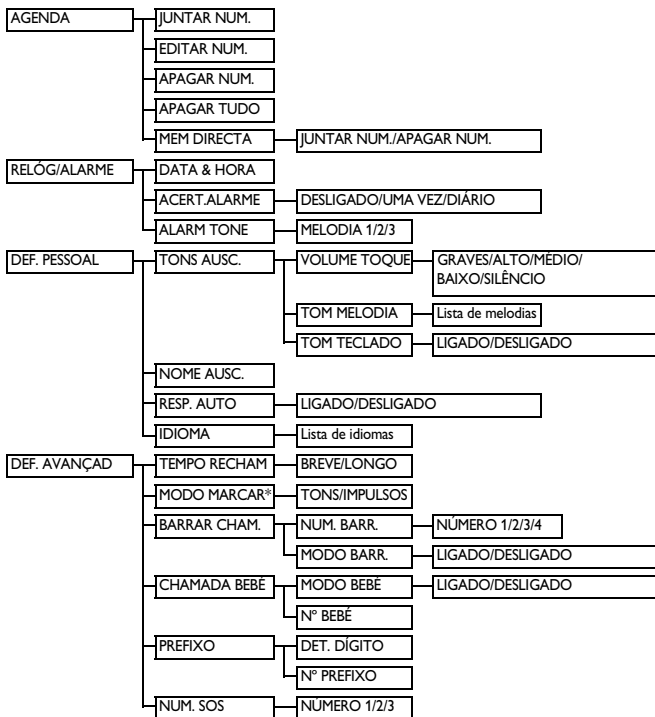 AGENDA JUNTAR NUM.
EDITAR NUM.
APAGAR NUM.
APAGAR TUDO
MEM DIRECTA JUNTAR NUM./APAGAR NUM.
RELÓG/ALARME DATA & HORA
ACERT.ALARME DESLIGADO/UMA VEZ/DIÁRIO
ALARM TONE MELODIA 1/2/3
DEF. PESSOAL TONS AUSC. VOLUME TOQUE GRAVES/ALTO/MÉDIO/
BAIXO/SILÊNCIO
TOM MELODIA Lista de melodias
TOM TECLADO LIGADO/DESLIGADO
NOME AUSC.
RESP. AUTO LIGADO/DESLIGADO
IDIOMA Lista de idiomas
DEF. AVANÇAD TEMPO RECHAM BREVE/LONGO
MODO MARCAR* TONS/IMPULSOS
BARRAR CHAM. NUM. BARR. NÚMERO 1/2/3/4
MODO BARR. LIGADO/DESLIGADO
CHAMADA BEBÉ MODO BEBÉ LIGADO/DESLIGADO
Nº BEBÉ
PREFIXO DET. DÍGITO
Nº PREFIXO
NUM. SOS NÚMERO 1/2/3